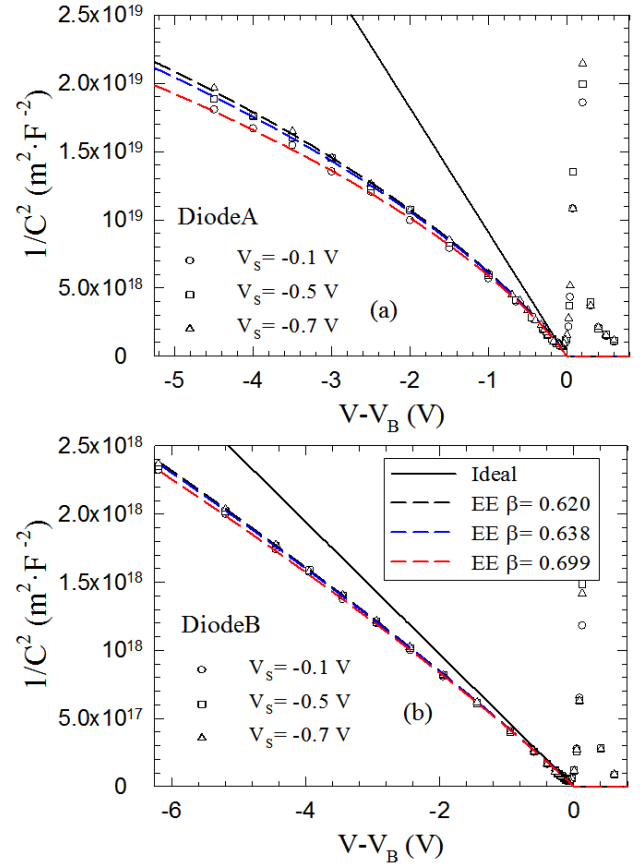 2.5x10^19
2.0x10^19
1.5x10^19
1x10^19
5.0x10^18
0
1/C^2 (m^2·F^-2)
DiodeA
V_S= -0.1 V
V_S= -0.5 V
V_S= -0.7 V
(a)
-5 -4 -3 -2 -1 0
V-V_B (V)
2.5x10^18
2.0x10^18
1.5x10^18
1x10^18
5.0x10^17
0
1/C^2 (m^2·F^-2)
Ideal
EE β= 0.620
EE β= 0.638
EE β= 0.699
DiodeB
V_S= -0.1 V
V_S= -0.5 V
V_S= -0.7 V
(b)
-6 -4 -2 0
V-V_B (V)